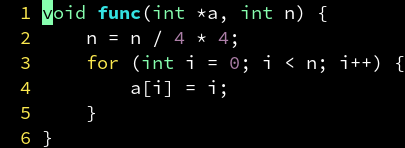 1 void func(int *a, int n) {
2     n = n / 4 * 4;
3     for (int i = 0; i < n; i++) {
4         a[i] = i;
5     }
6 }